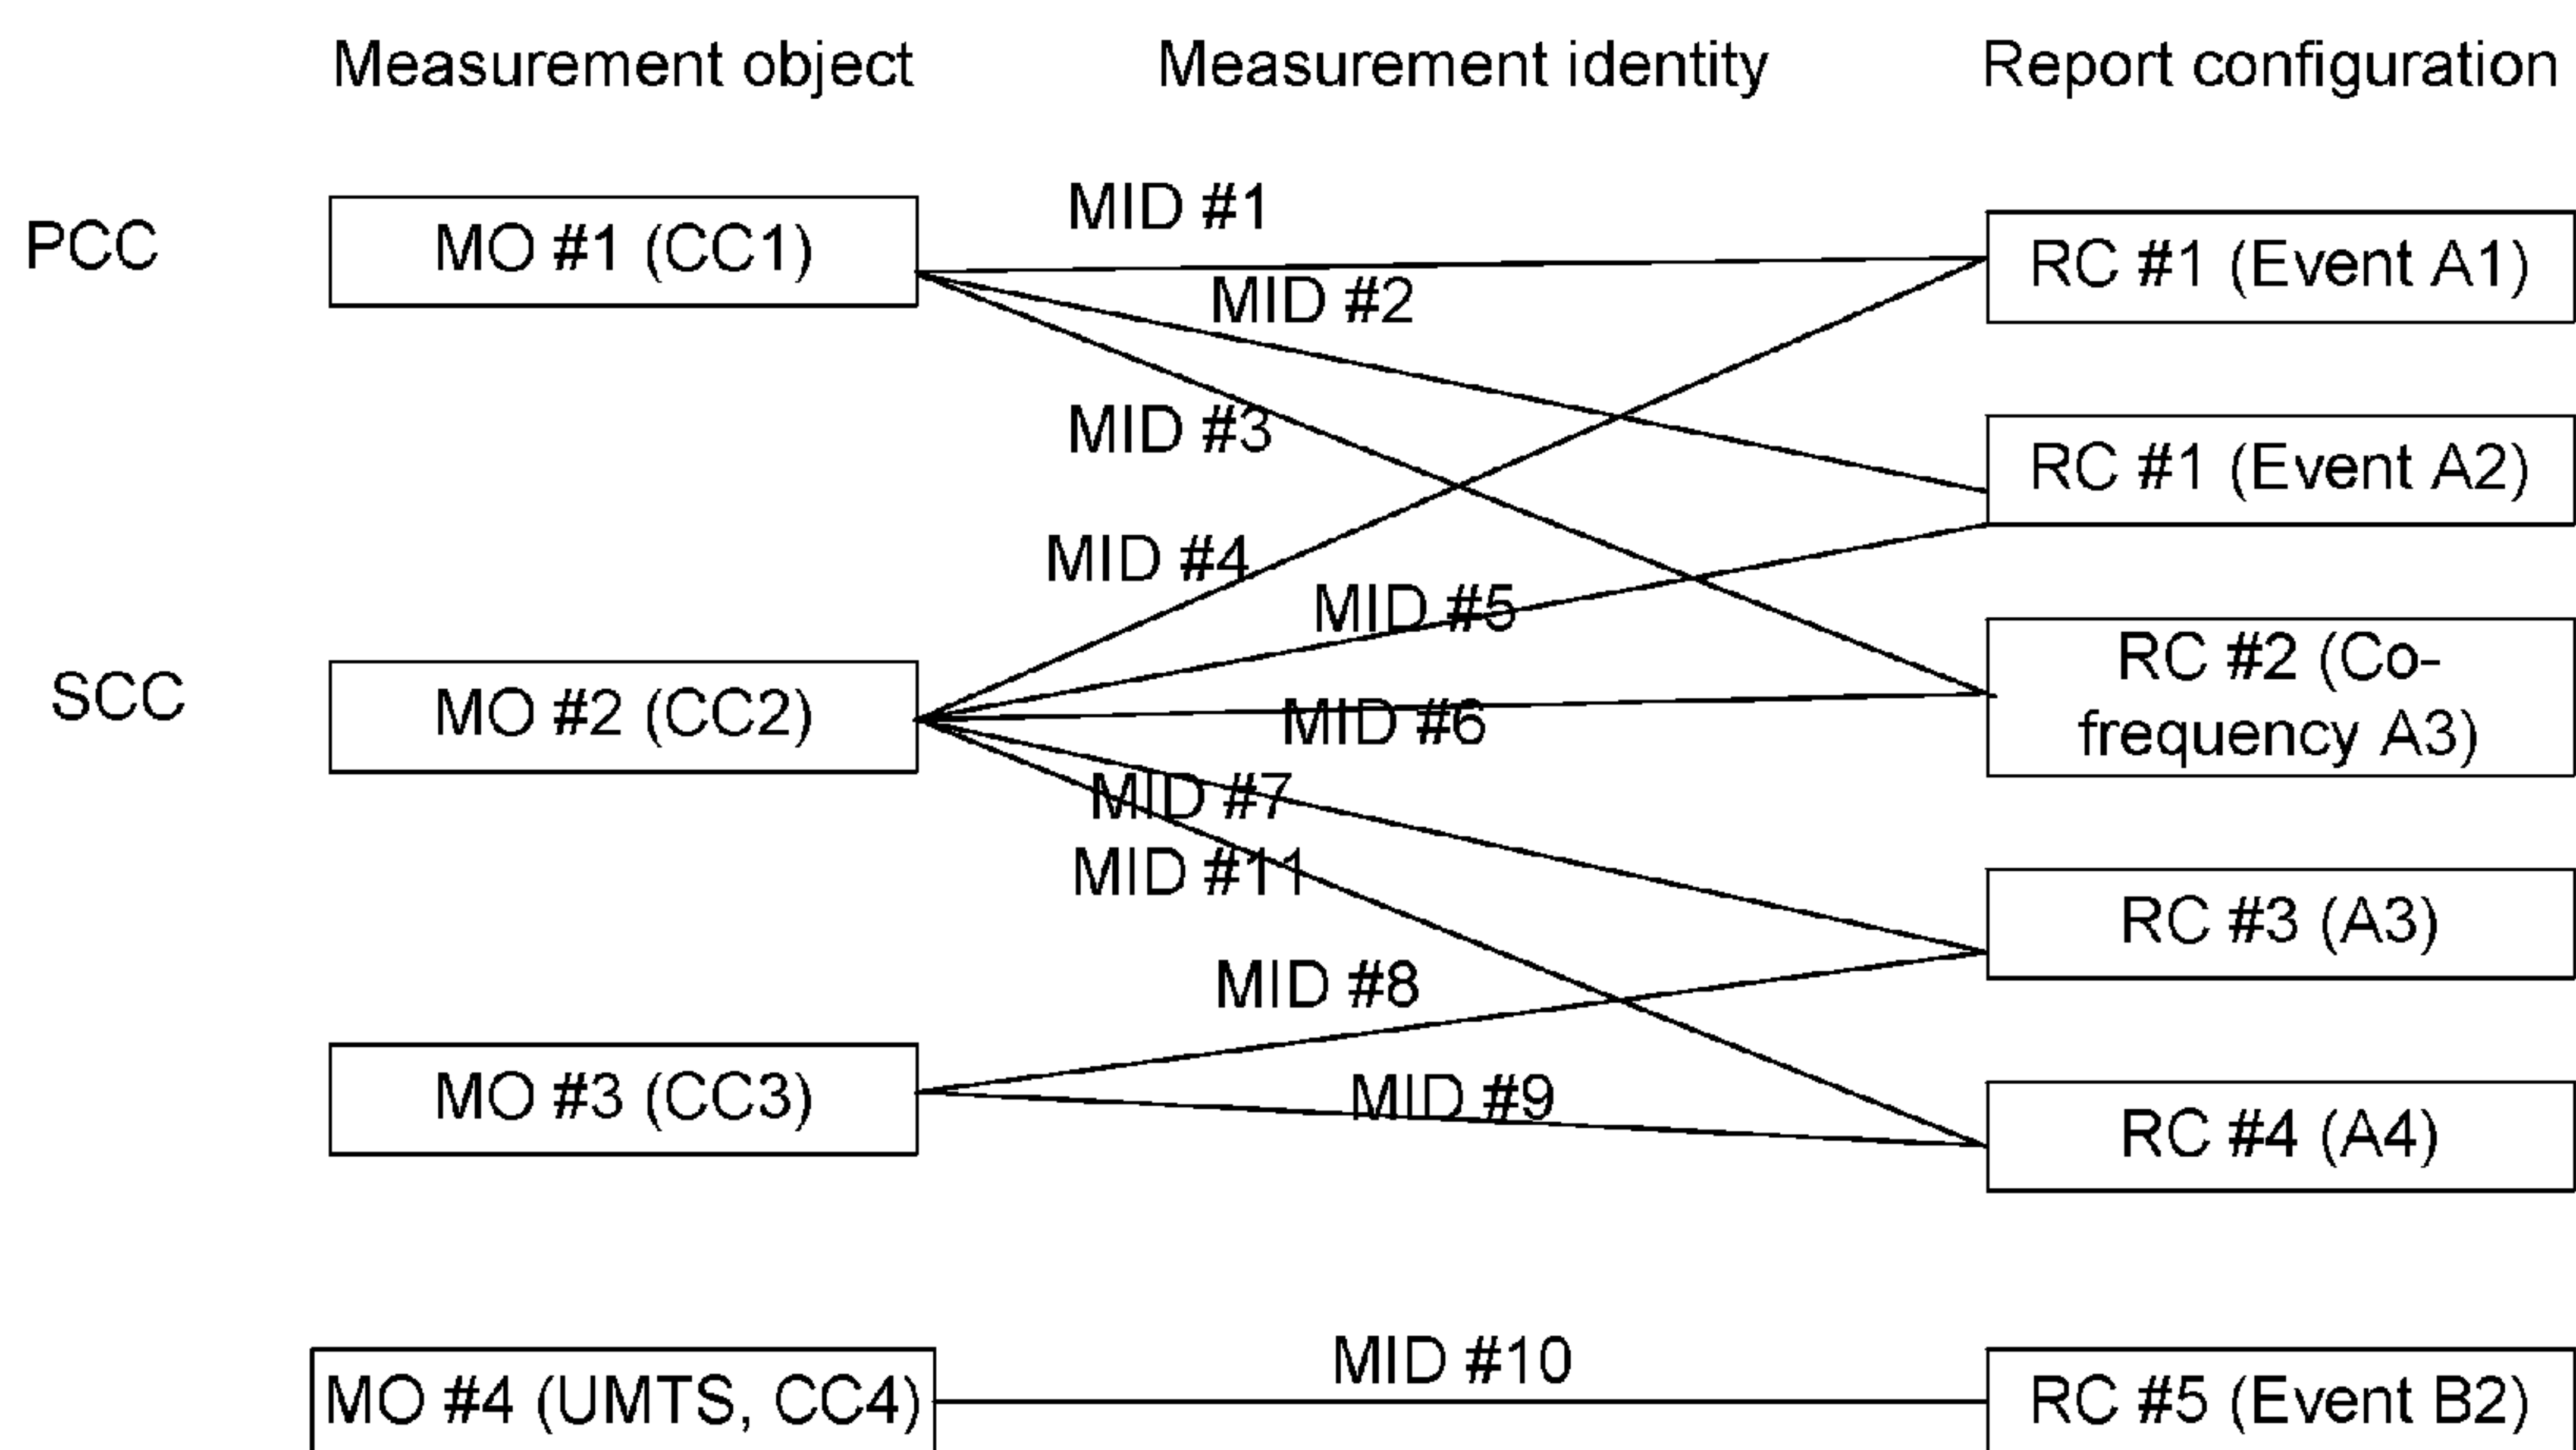 Measurement object
Measurement identity
Report configuration
PCC
MO #1 (CC1)
MID #1
RC #1 (Event A1)
MID #2
MID #3
RC #1 (Event A2)
MID #4
MID #5
SCC
MO #2 (CC2)
MID #6
RC #2 (Co-
frequency A3)
MID #7
MID #11
RC #3 (A3)
MID #8
MO #3 (CC3)
MID #9
RC #4 (A4)
MO #4 (UMTS, CC4)
MID #10
RC #5 (Event B2)